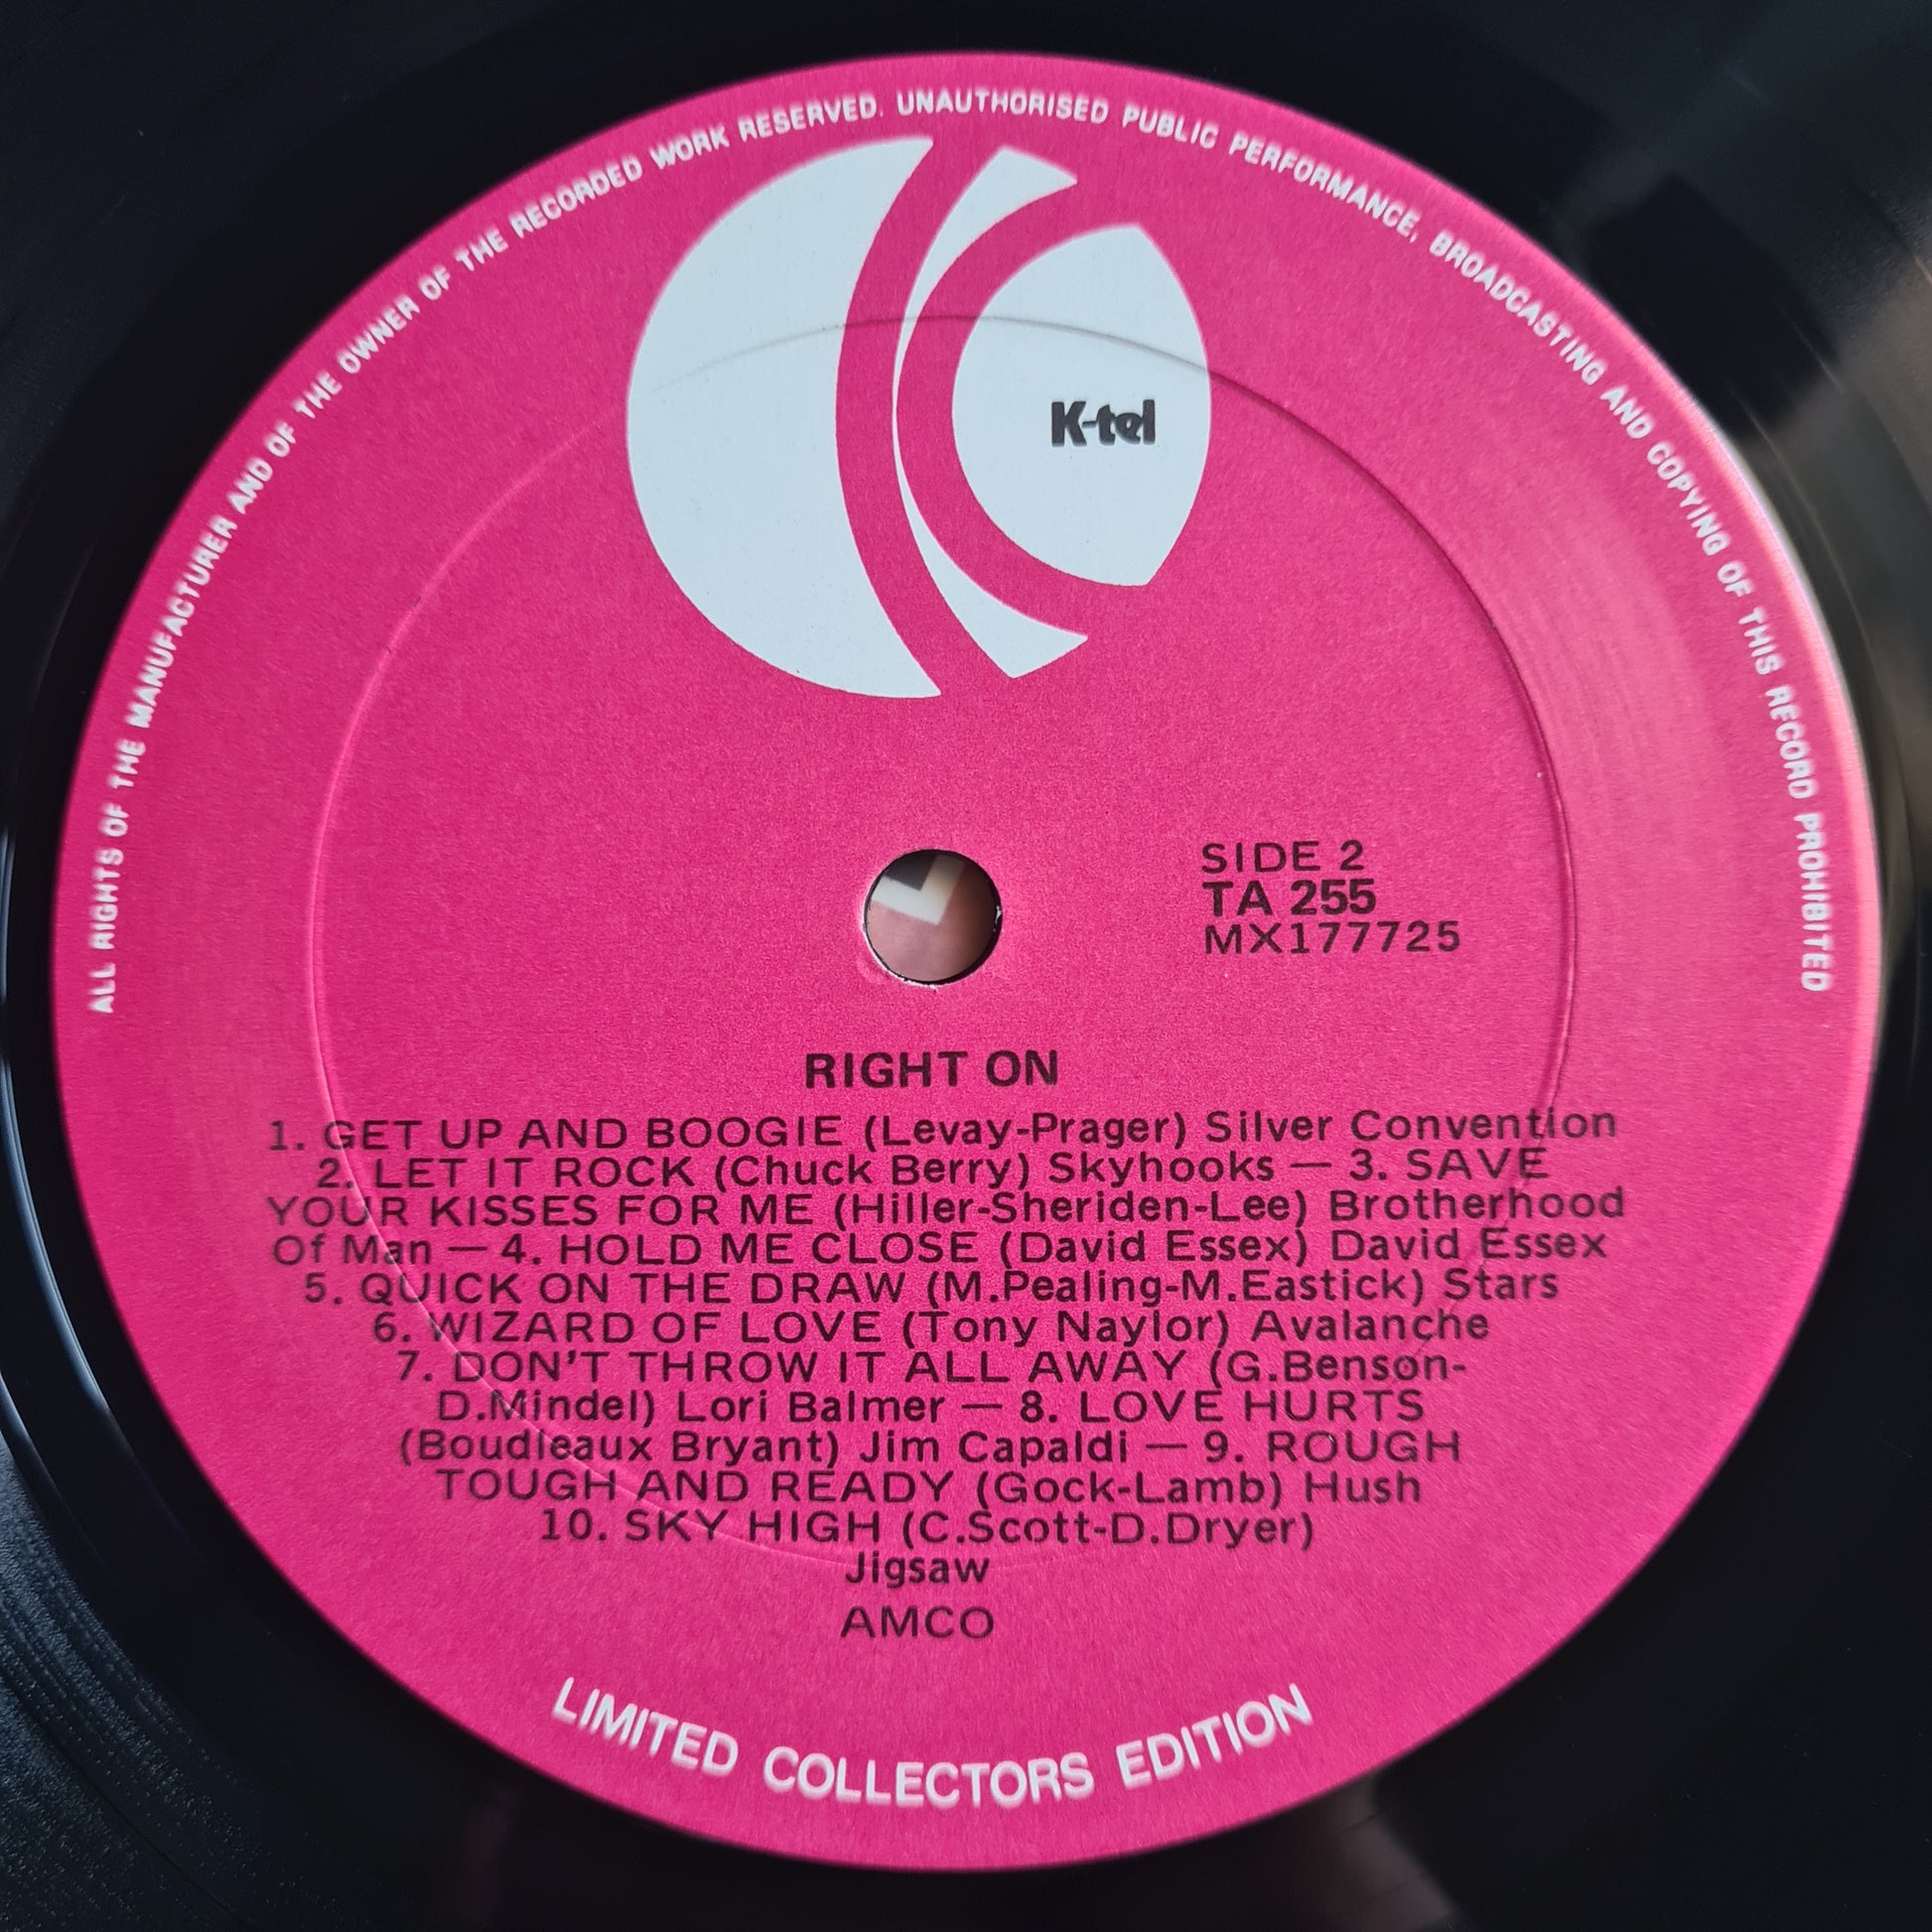 ALL RIGHTS OF THE MANUFACTURER AND OF THE OWNER OF THE RECORDED WORK RESERVED. UNAUTHORISED PUBLIC PERFORMANCE, BROADCASTING AND COPYING OF THIS RECORD PROHIBITED
K-tel
SIDE 2
TA 255
MX177725
RIGHT ON
1. GET UP AND BOOGIE (Levay-Prager) Silver Convention
2. LET IT ROCK (Chuck Berry) Skyhooks — 3. SAVE
YOUR KISSES FOR ME (Hiller-Sheriden-Lee) Brotherhood
Of Man — 4. HOLD ME CLOSE (David Essex) David Essex
5. QUICK ON THE DRAW (M.Pealing-M.Eastick) Stars
6. WIZARD OF LOVE (Tony Naylor) Avalanche
7. DON'T THROW IT ALL AWAY (G.Benson-
D.Mindel) Lori Balmer — 8. LOVE HURTS
(Boudleaux Bryant) Jim Capaldi — 9. ROUGH
TOUGH AND READY (Gock-Lamb) Hush
10. SKY HIGH (C.Scott-D.Dryer)
Jigsaw
AMCO
LIMITED COLLECTORS EDITION